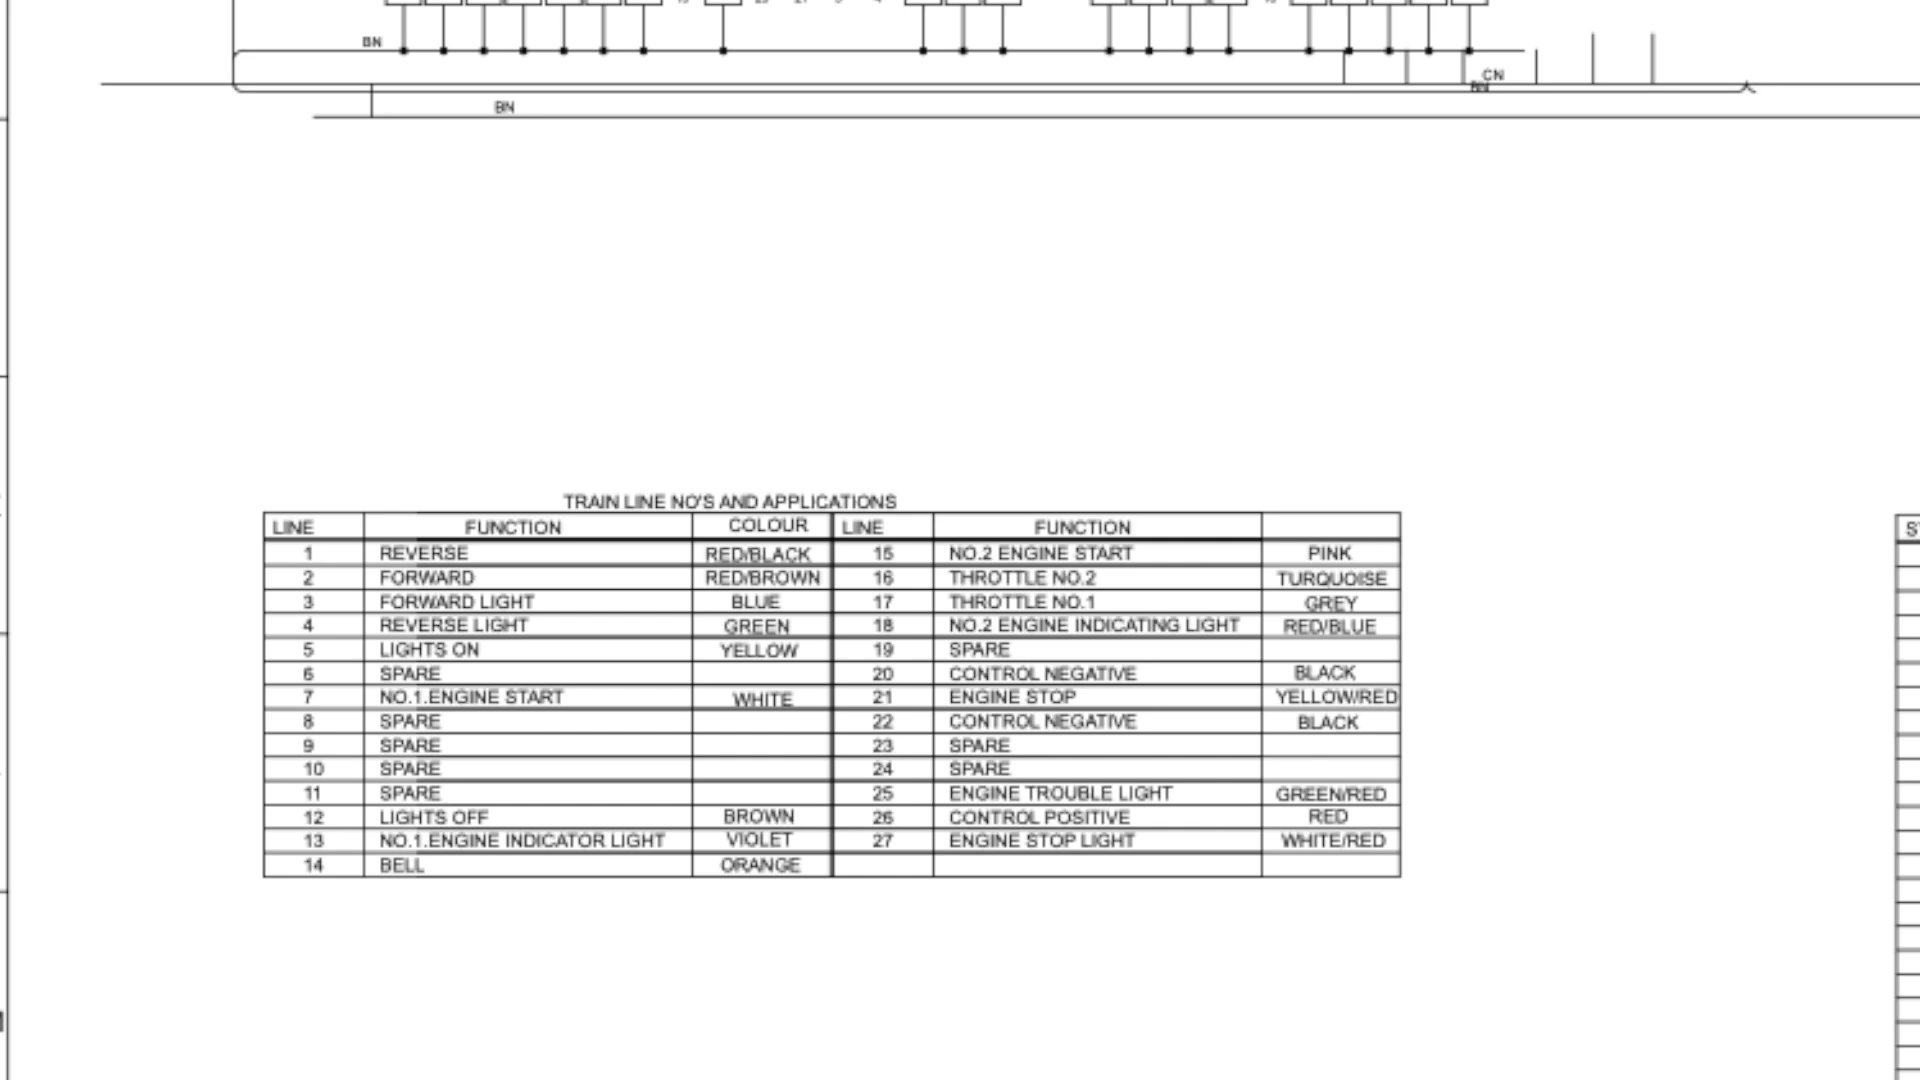 BN
CN
BN
TRAIN LINE NO'S AND APPLICATIONS
LINE FUNCTION COLOUR LINE FUNCTION
1 REVERSE RED/BLACK 15 NO.2 ENGINE START PINK
2 FORWARD RED/BROWN 16 THROTTLE NO.2 TURQUOISE
3 FORWARD LIGHT BLUE 17 THROTTLE NO.1 GREY
4 REVERSE LIGHT GREEN 18 NO.2 ENGINE INDICATING LIGHT RED/BLUE
5 LIGHTS ON YELLOW 19 SPARE
6 SPARE 20 CONTROL NEGATIVE BLACK
7 NO.1.ENGINE START WHITE 21 ENGINE STOP YELLOW/RED
8 SPARE 22 CONTROL NEGATIVE BLACK
9 SPARE 23 SPARE
10 SPARE 24 SPARE
11 SPARE 25 ENGINE TROUBLE LIGHT GREEN/RED
12 LIGHTS OFF BROWN 26 CONTROL POSITIVE RED
13 NO.1.ENGINE INDICATOR LIGHT VIOLET 27 ENGINE STOP LIGHT WHITE/RED
14 BELL ORANGE